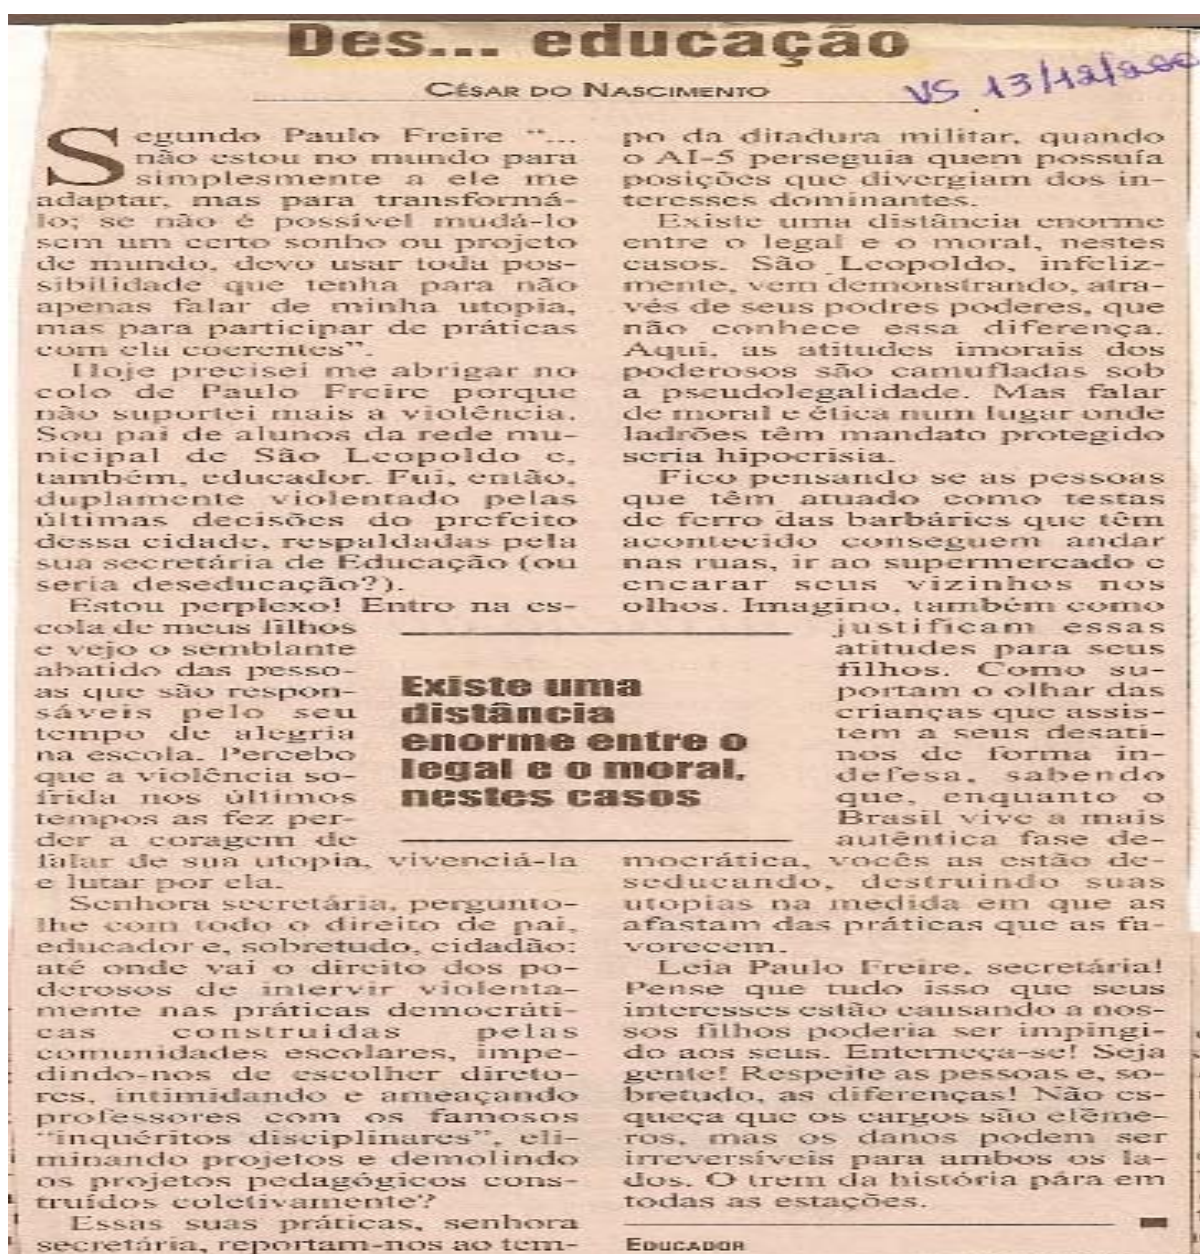 Des... educação
CÉSAR DO NASCIMENTO
VS 13/12/200
Segundo Paulo Freire "...
não estou no mundo para
simplesmente a ele me
adaptar, mas para transformá-
lo; se não é possível mudá-lo
sem um certo sonho ou projeto
de mundo, devo usar toda pos-
sibilidade que tenha para não
apenas falar de minha utopia,
mas para participar de práticas
com ela coerentes".
Hoje precisei me abrigar no
colo de Paulo Freire porque
não suportei mais a violência.
Sou pai de alunos da rede mu-
nicipal de São Leopoldo e,
também, educador. Fui, então,
duplamente violentado pelas
últimas decisões do prefeito
dessa cidade, respaldadas pela
sua secretária de Educação (ou
seria deseducação?).
Estou perplexo! Entro na es-
cola de meus filhos
e vejo o semblante
abatido das pesso-
as que são respon-
sáveis pelo seu
tempo de alegria
na escola. Percebo
que a violência so-
frida nos últimos
tempos as fez per-
der a coragem de
falar de sua utopia, vivenciá-la
e lutar por ela.
Senhora secretária, pergunto-
lhe com todo o direito de pai,
educador e, sobretudo, cidadão:
até onde vai o direito dos po-
derosos de intervir violenta-
mente nas práticas democráti-
cas construídas pelas
comunidades escolares, impe-
dindo-nos de escolher direto-
res, intimidando e ameaçando
professores com os famosos
"inquéritos disciplinares", eli-
minando projetos e demolindo
os projetos pedagógicos cons-
truídos coletivamente?
Essas suas práticas, senhora
secretária, reportam-nos ao tem-
po da ditadura militar, quando
o AI-5 perseguia quem possuía
posições que divergiam dos in-
teresses dominantes.
Existe uma distância enorme
entre o legal e o moral, nestes
casos. São Leopoldo, infeliz-
mente, vem demonstrando, atra-
vés de seus podres poderes, que
não conhece essa diferença.
Aqui, as atitudes imorais dos
poderosos são camufladas sob
a pseudolegalidade. Mas falar
de moral e ética num lugar onde
ladrões têm mandato protegido
seria hipocrisia.
Fico pensando se as pessoas
que têm atuado como testas
de ferro das barbáries que têm
acontecido conseguem andar
nas ruas, ir ao supermercado e
encarar seus vizinhos nos
olhos. Imagino, também como
justificam essas
atitudes para seus
filhos. Como su-
portam o olhar das
crianças que assis-
tem a seus desati-
nos de forma in-
defesa, sabendo
que, enquanto o
Brasil vive a mais
autêntica fase de-
mocrática, vocês as estão de-
seducando, destruindo suas
utopias na medida em que as
afastam das práticas que as fa-
vorecem.
Leia Paulo Freire, secretária!
Pense que tudo isso que seus
interesses estão causando a nos-
sos filhos poderia ser impingi-
do aos seus. Enterneça-se! Seja
gente! Respeite as pessoas e, so-
bretudo, as diferenças! Não es-
queça que os cargos são efême-
ros, mas os danos podem ser
irreversíveis para ambos os la-
dos. O trem da história pára em
todas as estações.
EDUCADOR
Existe uma
distância
enorme entre o
legal e o moral,
nestes casos